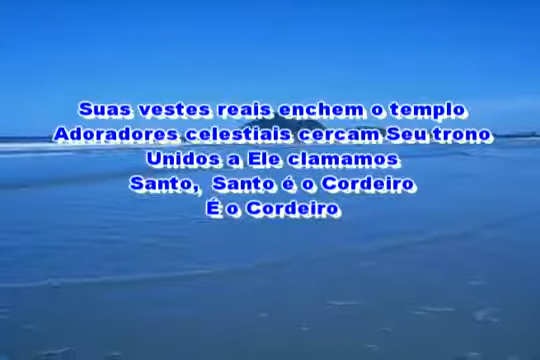 Suas vestes reais enchem o templo
Adoradores celestiais cercam Seu trono
Unidos a Ele clamamos
Santo, Santo é o Cordeiro
É o Cordeiro